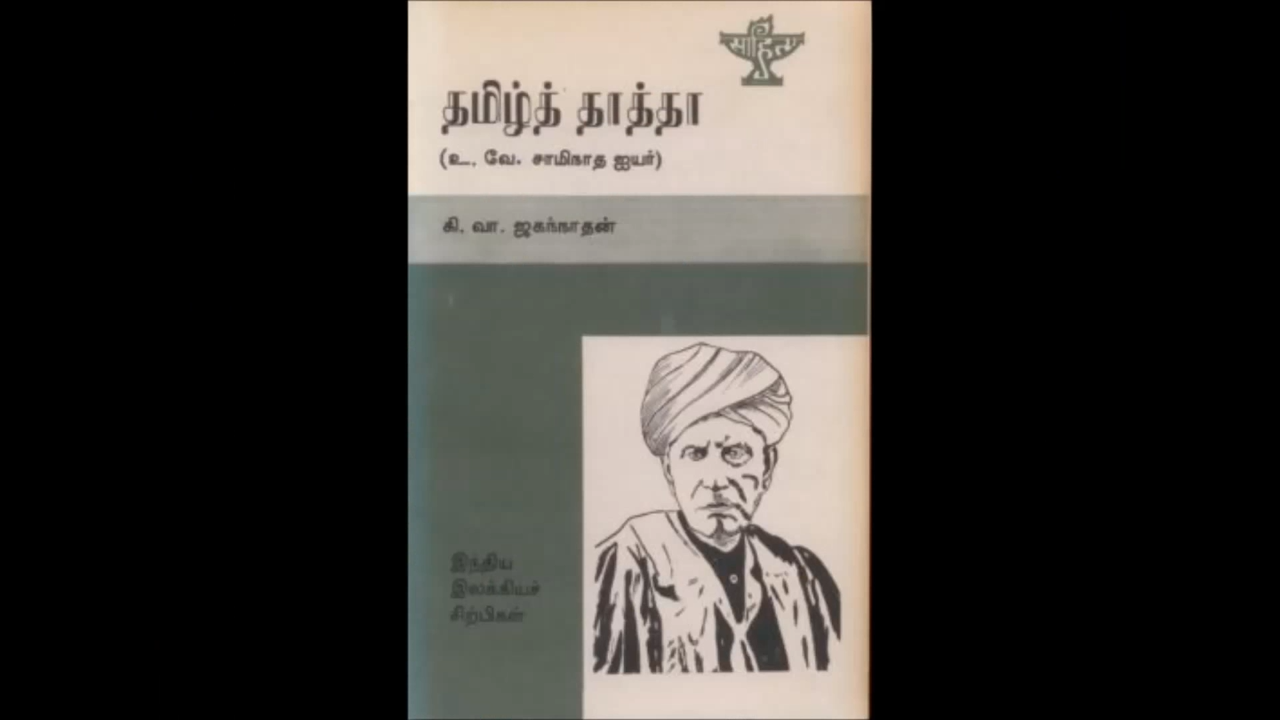 साहित्य
தமிழ்த் தாத்தா
(உ. வே. சாமிநாத ஐயர்)
கி. வா. ஜகந்நாதன்
இந்திய
இலக்கியச்
சிற்பிகள்